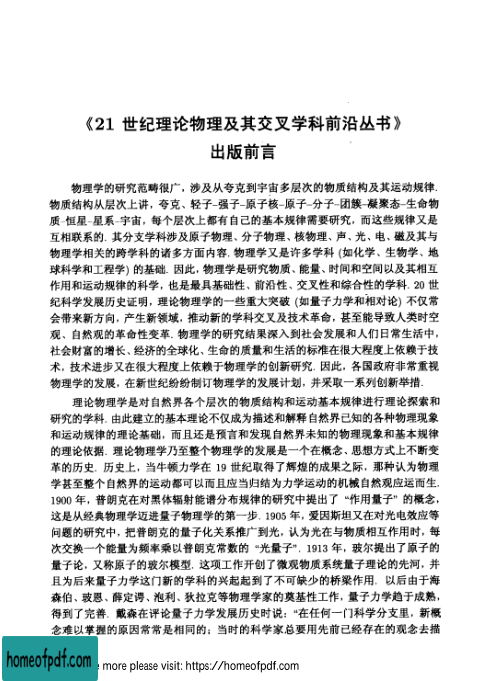 《21 世纪理论物理及其交叉学科前沿丛书》
出版前言
物理学的研究范畴很广，涉及从夸克到宇宙多层次的物质结构及其运动规律.
物质结构从层次上讲，夸克、轻子–强子–原子核–原子–分子–团簇–凝聚态–生命物
质–恒星–星系–宇宙，每个层次上都有自己的基本规律需要研究，而这些规律又是
互相联系的. 其分支学科涉及原子物理、分子物理、核物理、声、光、电、磁及其与
物理学相关的跨学科的诸多方面内容. 物理学又是许多学科 (如化学、生物学、地
球科学和工程学) 的基础. 因此，物理学是研究物质、能量、时间和空间以及其相互
作用和运动规律的科学，也是最具基础性、前沿性、交叉性和综合性的学科. 20 世
纪科学发展历史证明，理论物理学的一些重大突破 (如量子力学和相对论) 不仅常
会带来新方向，产生新领域，推动新的学科交叉及技术革命，甚至能导致人类时空
观、自然观的革命性变革. 物理学的研究结果深入到社会发展和人们日常生活中，
社会财富的增长、经济的全球化、生命的质量和生活的标准在很大程度上依赖于技
术，技术进步又在很大程度上依赖于物理学的创新研究. 因此，各国政府非常重视
物理学的发展，在新世纪纷纷制订物理学的发展计划，并采取一系列创新举措.
理论物理学是对自然界各个层次的物质结构和运动基本规律进行理论探索和
研究的学科. 由此建立的基本理论不仅成为描述和解释自然界已知的各种物理现象
和运动规律的理论基础，而且还是预言和发现自然界未知的物理现象和基本规律
的理论依据. 理论物理学乃至整个物理学的发展是一个在概念、思想方式上不断变
革的历史. 历史上，当牛顿力学在 19 世纪取得了辉煌的成果之际，那种认为物理
学甚至整个自然界的运动都可以而且应当归结为力学运动的机械自然观应运而生.
1900 年，普朗克在对黑体辐射能谱分布规律的研究中提出了 “作用量子” 的概念，
这是从经典物理学迈进量子物理学的第一步. 1905 年，爱因斯坦又在对光电效应等
问题的研究中，把普朗克的量子化关系推广到光，认为光在与物质相互作用时，每
次交换一个能量为频率乘以普朗克常数的 “光量子”. 1913 年，玻尔提出了原子的
量子论，又称原子的玻尔模型. 这项工作开创了微观物质系统量子理论的先河，并
且为后来量子力学这门新的学科的兴起起到了不可缺少的桥梁作用. 以后由于海
森伯、玻恩、薛定谔、泡利、狄拉克等物理学家的奠基性工作，量子力学趋于成熟，
得到了完善. 戴森在评论量子力学发展历史时说：“在任何一门科学分支里，新概
念难以掌握的原因常常是相同的；当时的科学家总要用先前已经存在的观念去描
homeofpdf.com
more please visit: https://homeofpdf.com